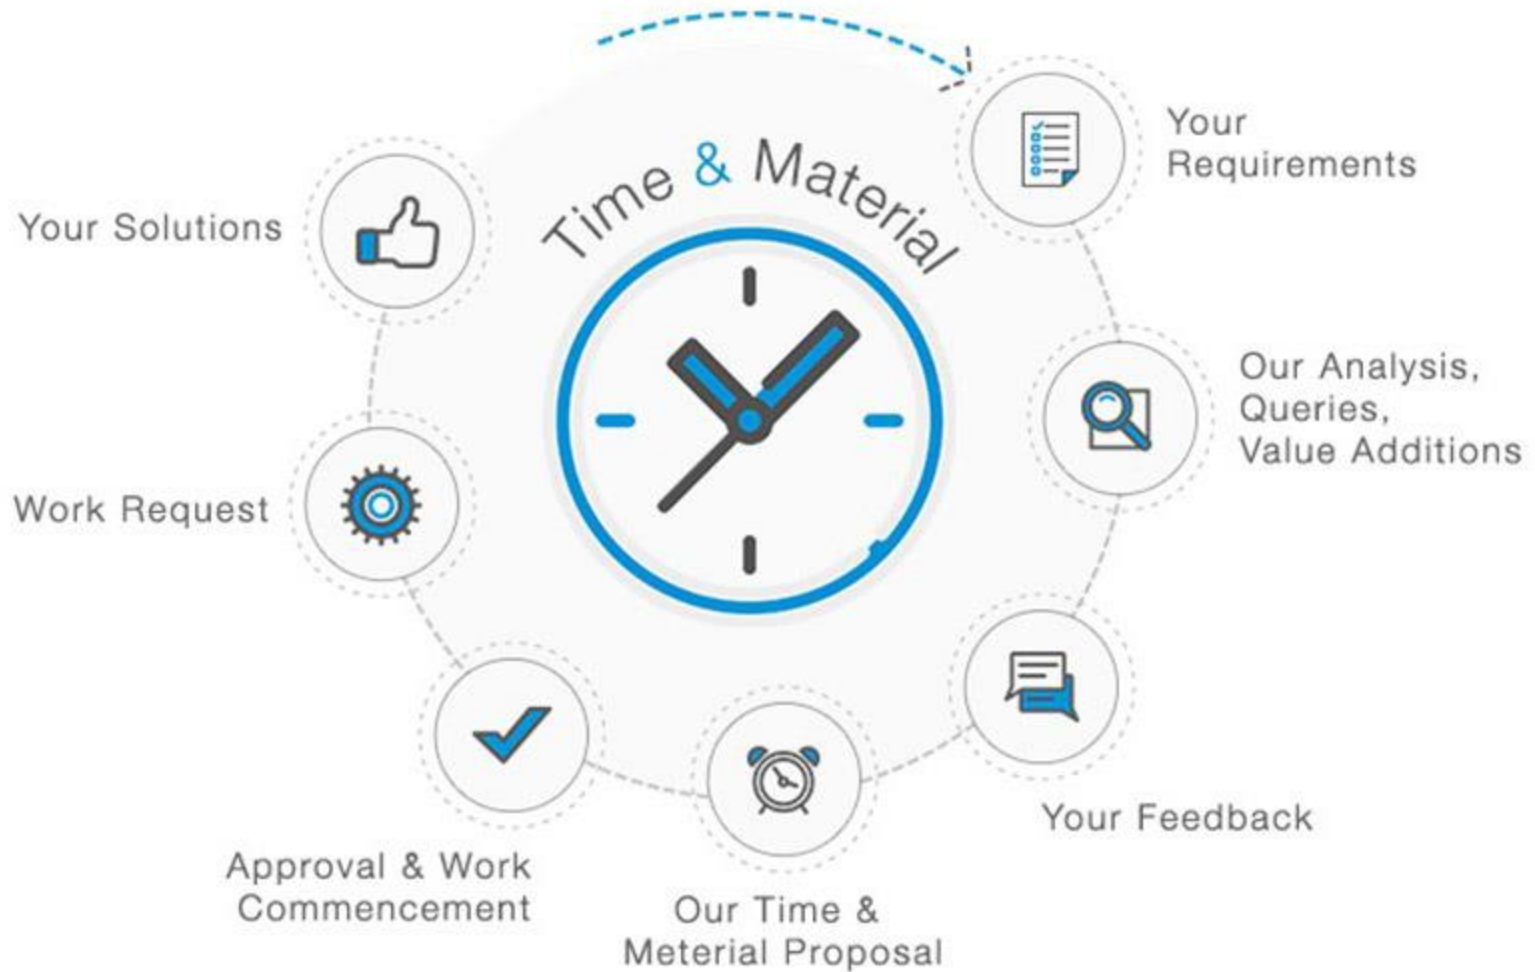 Time & Material
Your
Requirements
Our Analysis,
Queries,
Value Additions
Your Feedback
Our Time &
Meterial Proposal
Approval & Work
Commencement
Work Request
Your Solutions